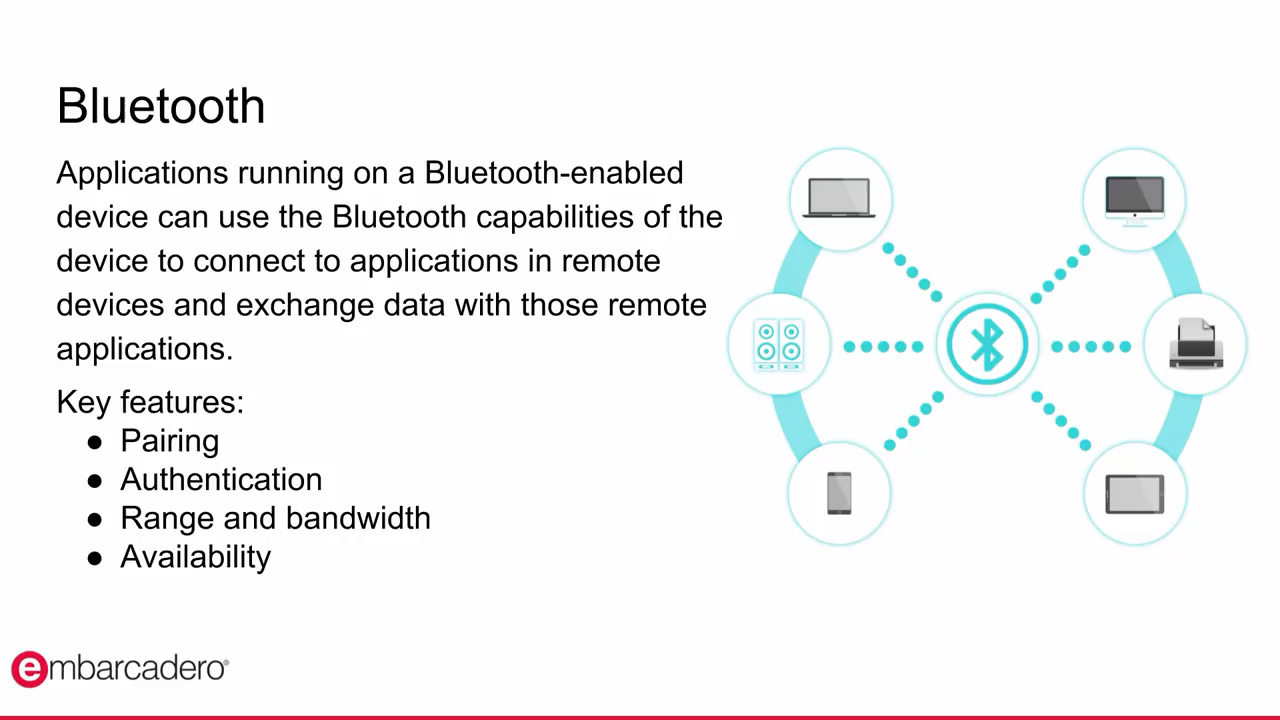 Bluetooth
Applications running on a Bluetooth-enabled
device can use the Bluetooth capabilities of the
device to connect to applications in remote
devices and exchange data with those remote
applications.
Key features:
● Pairing
● Authentication
● Range and bandwidth
● Availability
embarcadero®